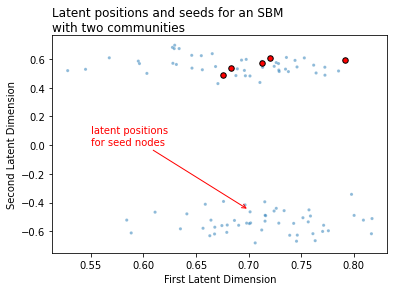 Latent positions and seeds for an SBM
with two communities
Second Latent Dimension
0.6
0.4
0.2
0.0
−0.2
−0.4
−0.6
latent positions
for seed nodes
0.55
0.60
0.65
0.70
0.75
0.80
First Latent Dimension